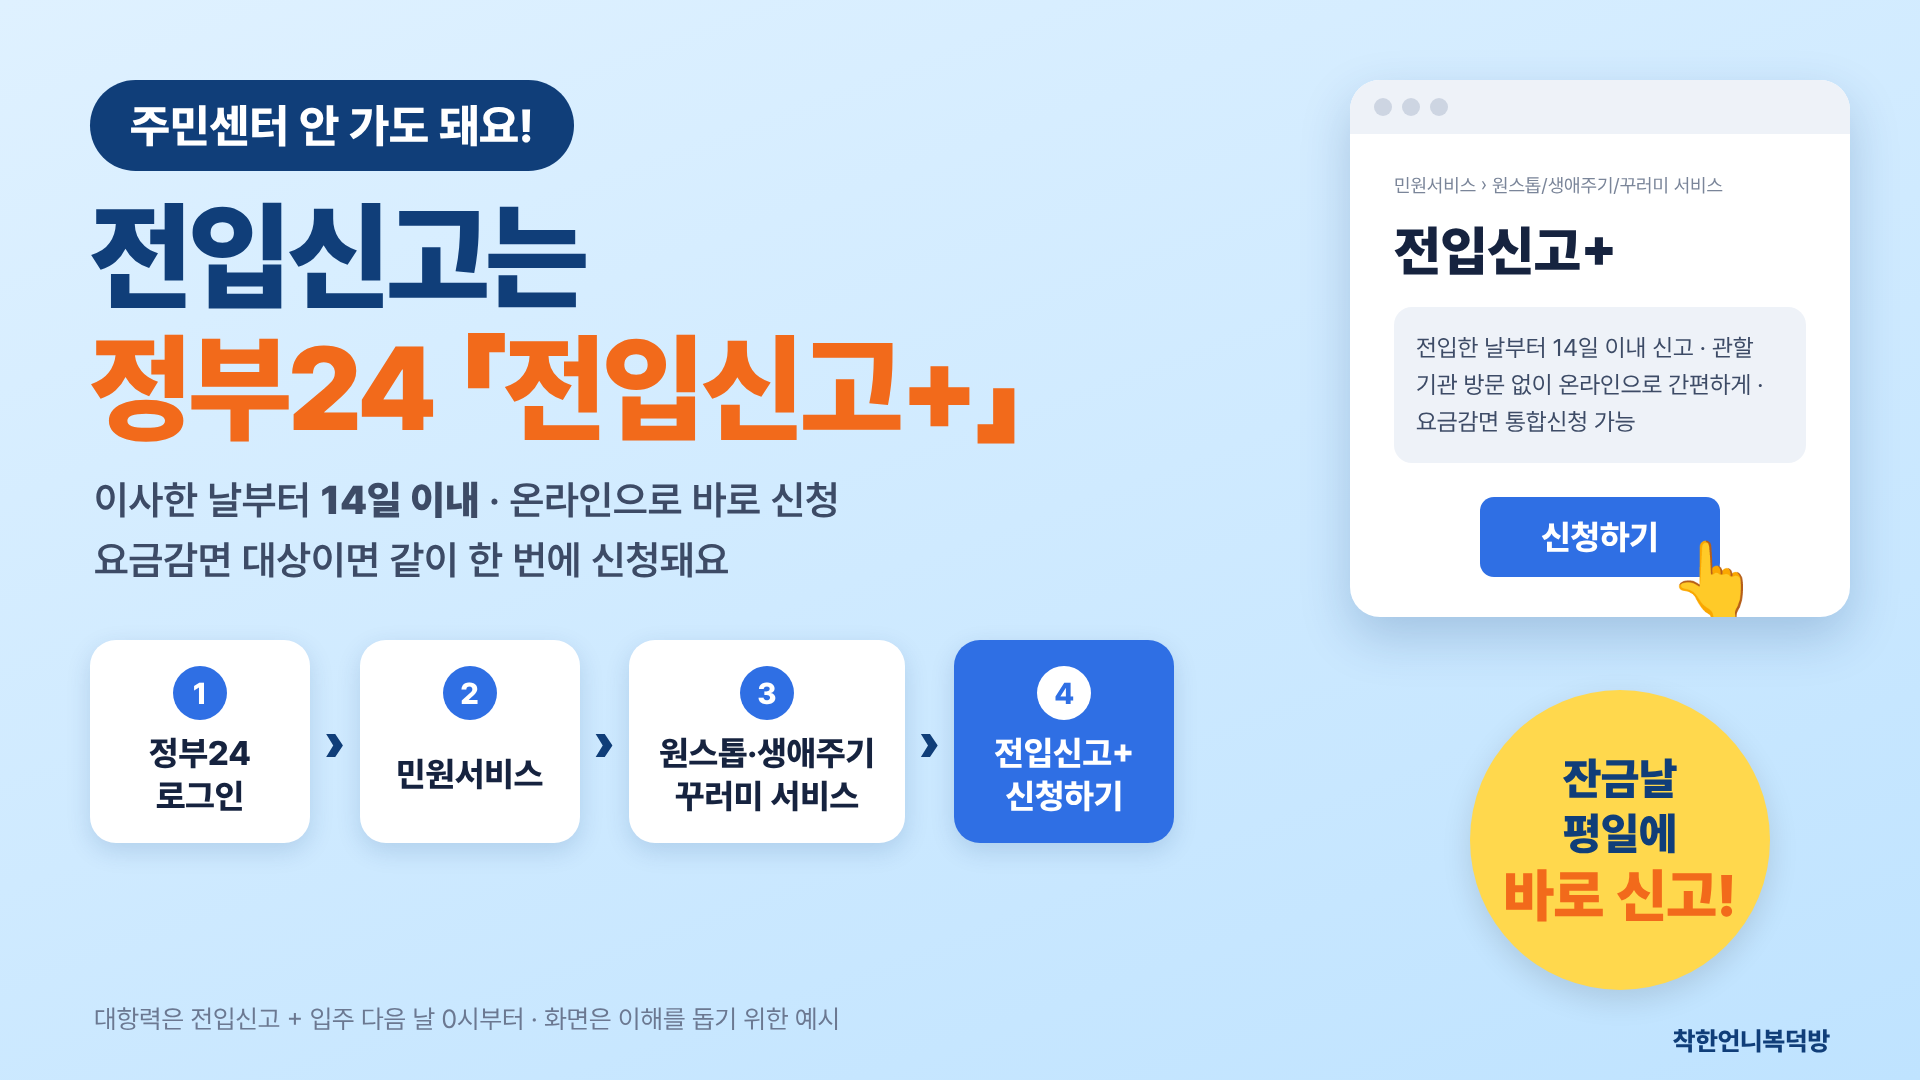 주민센터 안 가도 돼요!
전입신고는
정부24 「전입신고+」
이사한 날부터 14일 이내 · 온라인으로 바로 신청
요금감면 대상이면 같이 한 번에 신청돼요
1
정부24
로그인
›
2
민원서비스
›
3
원스톱·생애주기
꾸러미 서비스
›
4
전입신고+
신청하기
민원서비스 › 원스톱/생애주기/꾸러미 서비스
전입신고+
전입한 날부터 14일 이내 신고 · 관할
기관 방문 없이 온라인으로 간편하게 ·
요금감면 통합신청 가능
신청하기
잔금날
평일에
바로 신고!
대항력은 전입신고 + 입주 다음 날 0시부터 · 화면은 이해를 돕기 위한 예시
착한언니복덕방